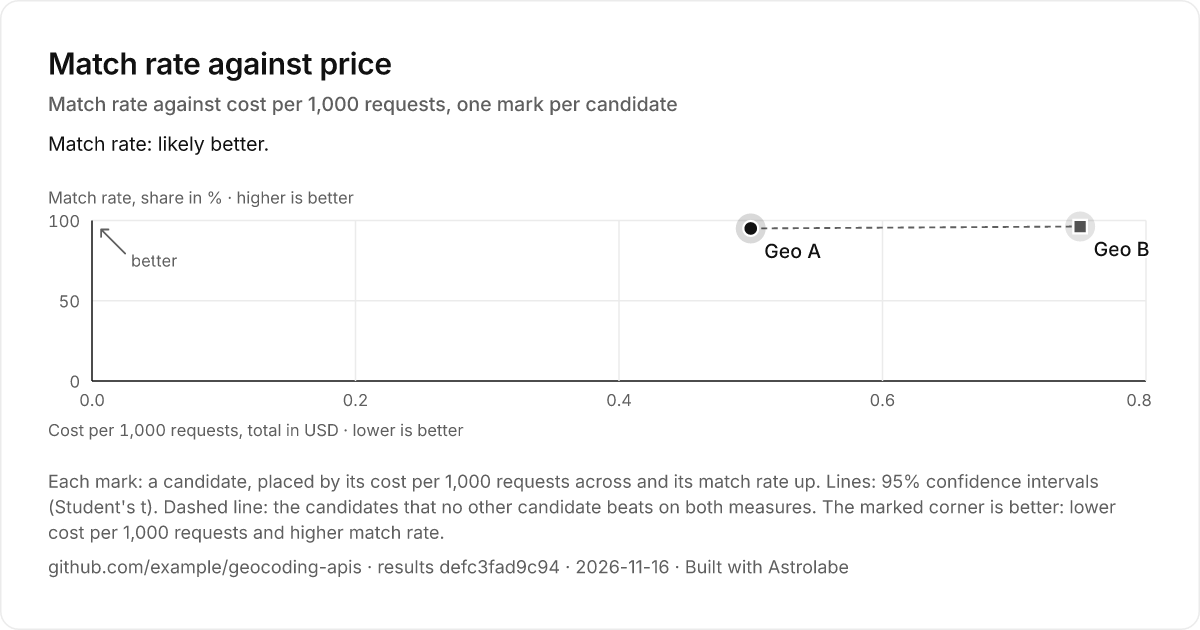 Match rate against price
Match rate against cost per 1,000 requests, one mark per candidate
Match rate: likely better.
Match rate, share in % · higher is better
100
better
Geo A
Geo B
50
0
0.0
0.2
0.4
0.6
0.8
Cost per 1,000 requests, total in USD · lower is better
Each mark: a candidate, placed by its cost per 1,000 requests across and its match rate up. Lines: 95% confidence intervals
(Student's t). Dashed line: the candidates that no other candidate beats on both measures. The marked corner is better: lower
cost per 1,000 requests and higher match rate.
github.com/example/geocoding-apis · results defc3fad9c94 · 2026-11-16 · Built with Astrolabe